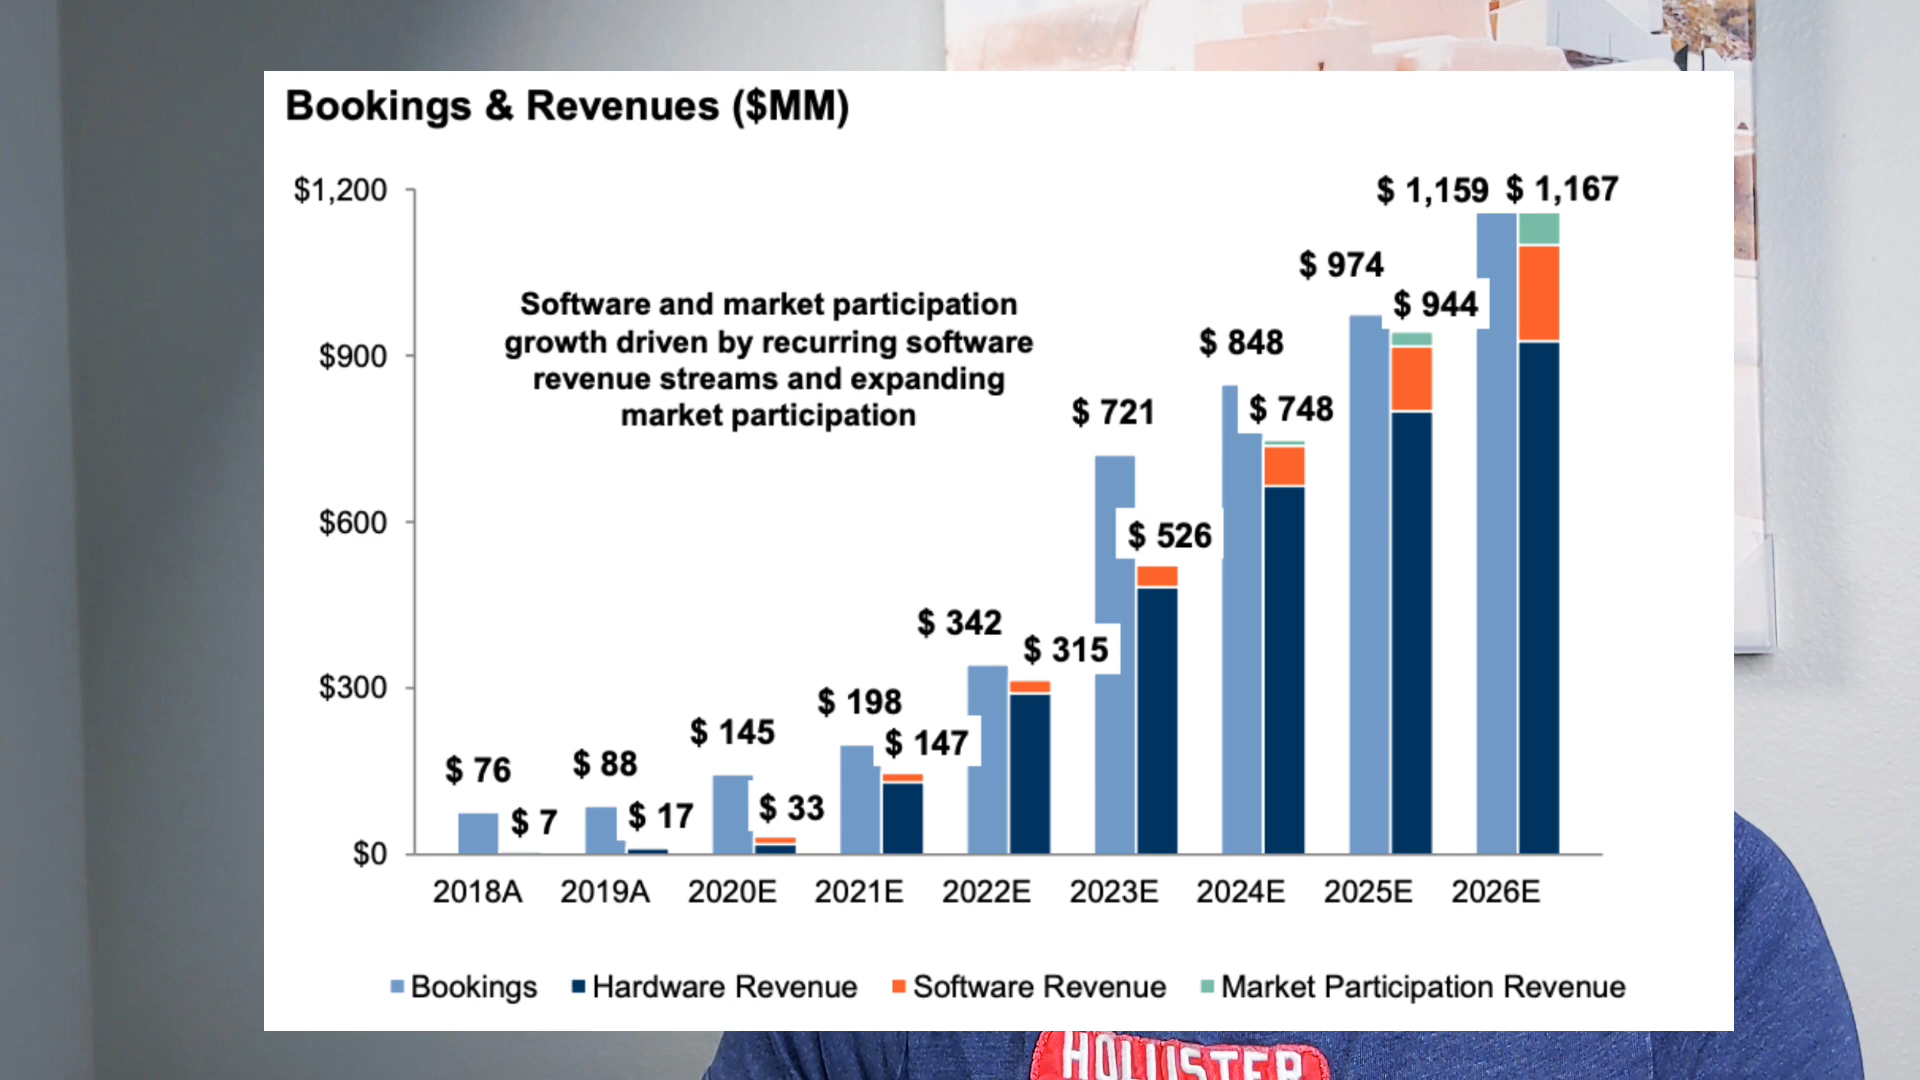 Bookings & Revenues ($MM)
$1,200
$900
$600
$300
$0
Software and market participation
growth driven by recurring software
revenue streams and expanding
market participation
$ 76
$ 7
$ 88
$ 17
$ 145
$ 33
$ 198
$ 147
$ 342
$ 315
$ 721
$ 526
$ 848
$ 748
$ 974
$ 944
$ 1,159
$ 1,167
2018A 2019A 2020E 2021E 2022E 2023E 2024E 2025E 2026E
Bookings Hardware Revenue Software Revenue Market Participation Revenue
HOLLISTER